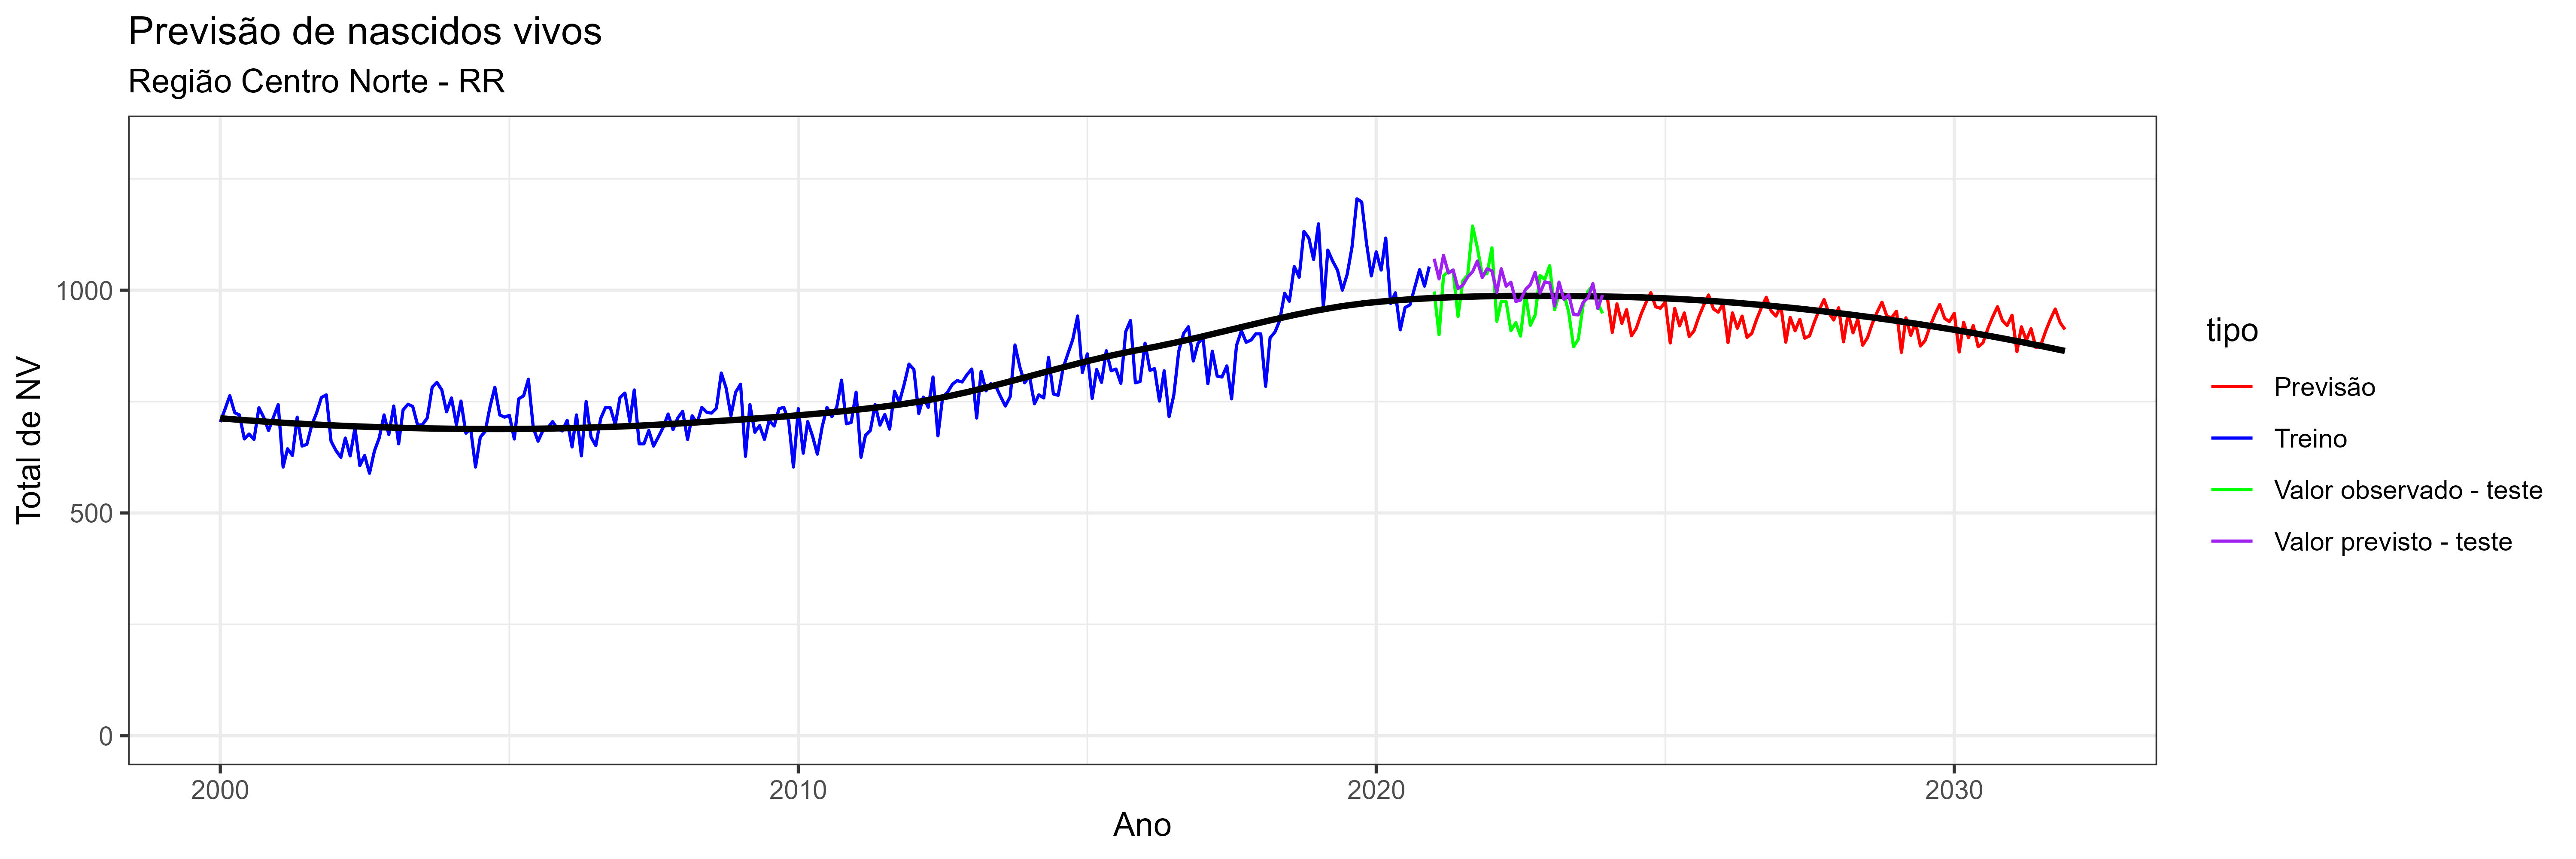 Previsão de nascidos vivos
Região Centro Norte - RR
Total de NV
1000
500
0
2000
2010
2020
2030
Ano
tipo
Previsão
Treino
Valor observado - teste
Valor previsto - teste